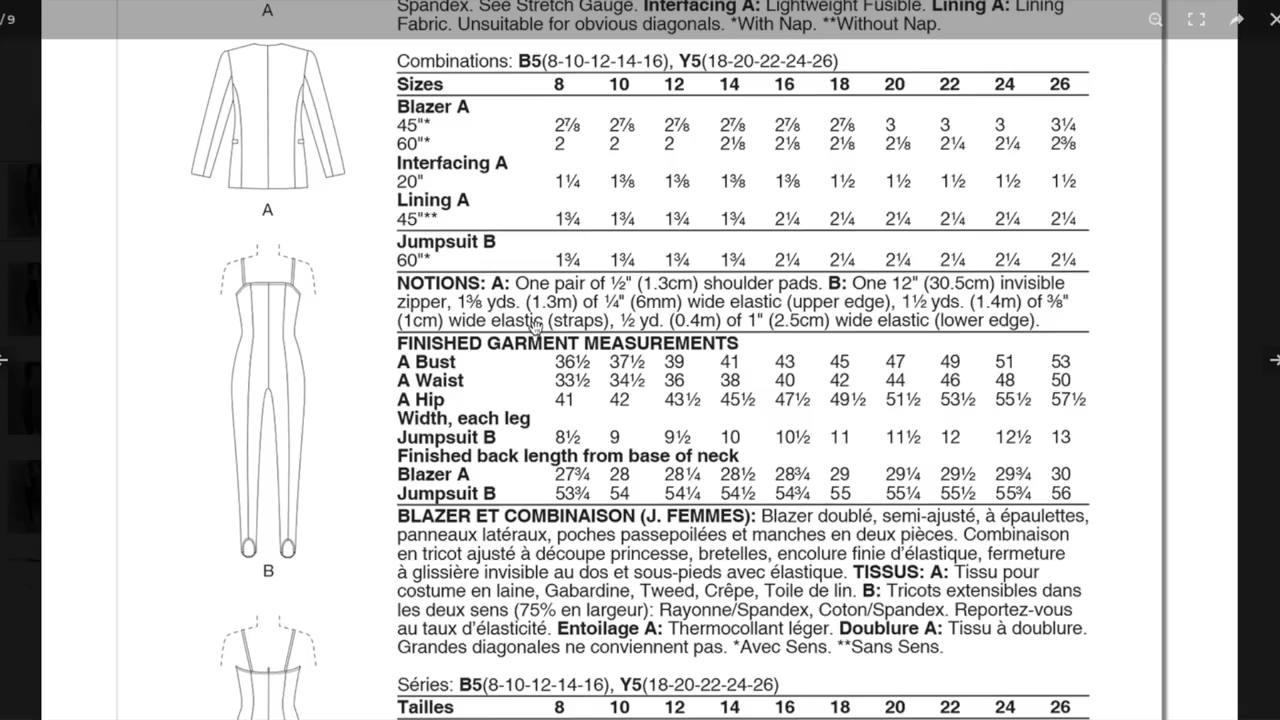 /9
A
Spandex. See Stretch Gauge. Interfacing A: Lightweight Fusible. Lining A: Lining
Fabric. Unsuitable for obvious diagonals. *With Nap. **Without Nap.
Combinations: B5(8-10-12-14-16), Y5(18-20-22-24-26)
Sizes 8 10 12 14 16 18 20 22 24 26
Blazer A
45"* 2⅞ 2⅞ 2⅞ 2⅞ 2⅞ 2⅞ 3 3 3 3¼
60"* 2 2 2 2⅛ 2⅛ 2⅛ 2⅛ 2¼ 2¼ 2⅜
Interfacing A
20" 1¼ 1⅜ 1⅜ 1⅜ 1⅜ 1½ 1½ 1½ 1½ 1½
Lining A
45"** 1¾ 1¾ 1¾ 1¾ 2¼ 2¼ 2¼ 2¼ 2¼ 2¼
A
Jumpsuit B
60"* 1¾ 1¾ 1¾ 1¾ 2¼ 2¼ 2¼ 2¼ 2¼ 2¼
NOTIONS: A: One pair of ½" (1.3cm) shoulder pads. B: One 12" (30.5cm) invisible
zipper, 1⅜ yds. (1.3m) of ¼" (6mm) wide elastic (upper edge), 1½ yds. (1.4m) of ⅜"
(1cm) wide elastic (straps), ½ yd. (0.4m) of 1" (2.5cm) wide elastic (lower edge).
FINISHED GARMENT MEASUREMENTS
A Bust 36½ 37½ 39 41 43 45 47 49 51 53
A Waist 33½ 34½ 36 38 40 42 44 46 48 50
A Hip 41 42 43½ 45½ 47½ 49½ 51½ 53½ 55½ 57½
Width, each leg
Jumpsuit B 8½ 9 9½ 10 10½ 11 11½ 12 12½ 13
Finished back length from base of neck
Blazer A 27¾ 28 28¼ 28½ 28¾ 29 29¼ 29½ 29¾ 30
Jumpsuit B 53¾ 54 54¼ 54½ 54¾ 55 55¼ 55½ 55¾ 56
B
BLAZER ET COMBINAISON (J. FEMMES): Blazer doublé, semi-ajusté, à épaulettes,
panneaux latéraux, poches passepoilées et manches en deux pièces. Combinaison
en tricot ajusté à découpe princesse, bretelles, encolure finie d'élastique, fermeture
à glissière invisible au dos et sous-pieds avec élastique. TISSUS: A: Tissu pour
costume en laine, Gabardine, Tweed, Crêpe, Toile de lin. B: Tricots extensibles dans
les deux sens (75% en largeur): Rayonne/Spandex, Coton/Spandex. Reportez-vous
au taux d'élasticité. Entoilage A: Thermocollant léger. Doublure A: Tissu à doublure.
Grandes diagonales ne conviennent pas. *Avec Sens. **Sans Sens.
Séries: B5(8-10-12-14-16), Y5(18-20-22-24-26)
Tailles 8 10 12 14 16 18 20 22 24 26